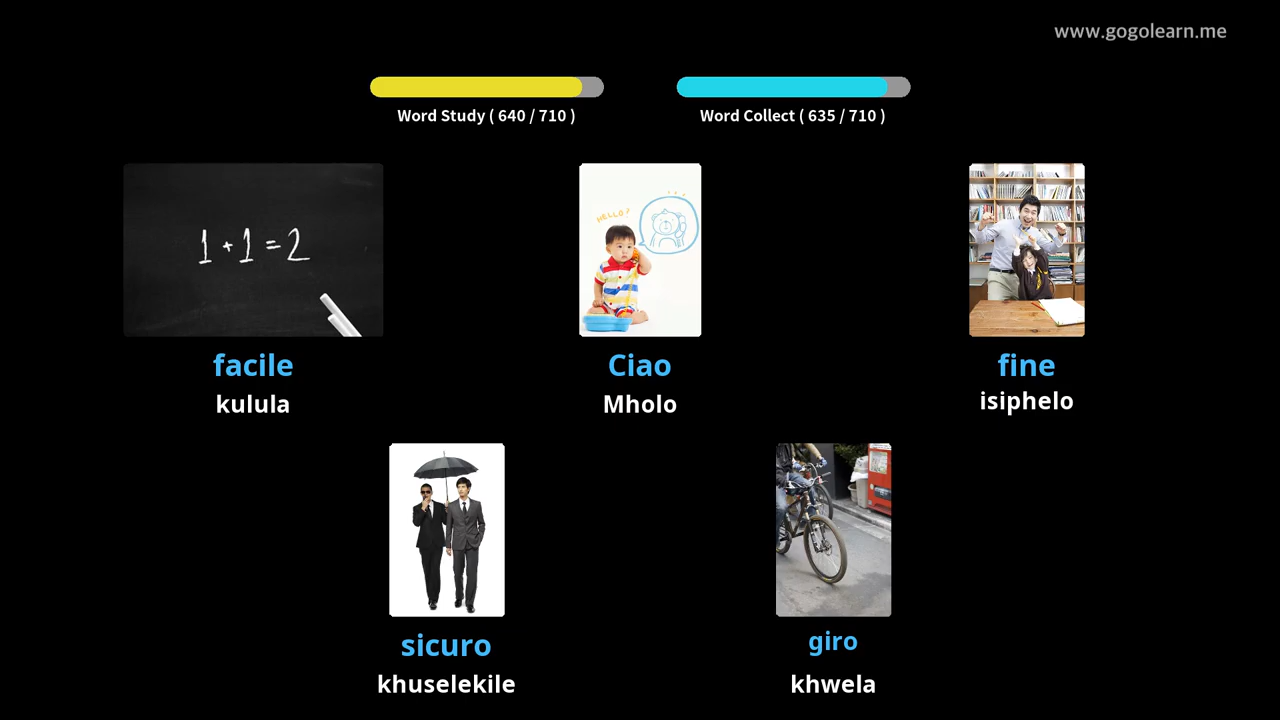 www.gogolearn.me
Word Study ( 640 / 710 )
Word Collect ( 635 / 710 )
1 + 1 = 2
HELLO?
facile
Ciao
fine
kulula
Mholo
isiphelo
sicuro
giro
khuselekile
khwela